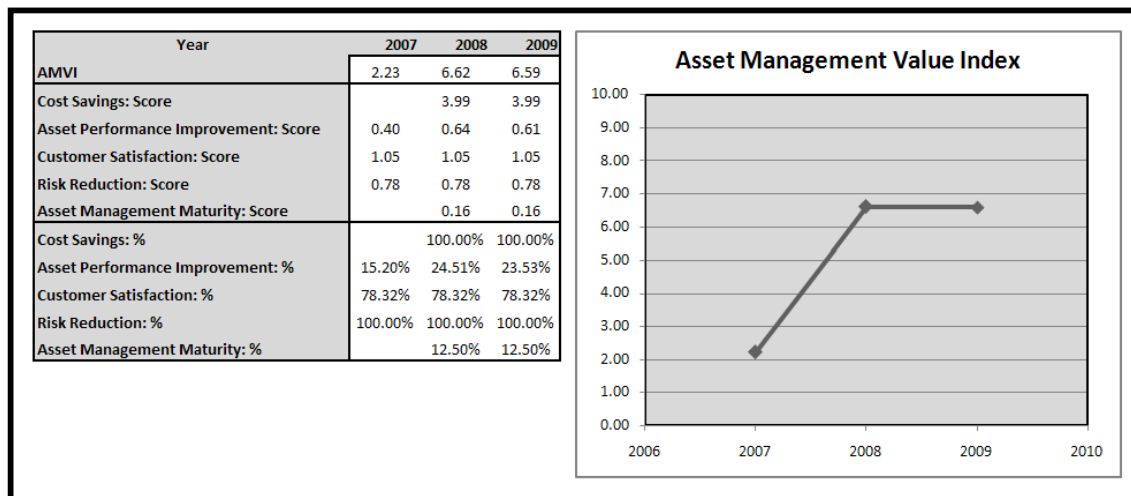 Year 2007 2008 2009
AMVI 2.23 6.62 6.59
Cost Savings: Score 3.99 3.99
Asset Performance Improvement: Score 0.40 0.64 0.61
Customer Satisfaction: Score 1.05 1.05 1.05
Risk Reduction: Score 0.78 0.78 0.78
Asset Management Maturity: Score 0.16 0.16
Cost Savings: % 100.00% 100.00%
Asset Performance Improvement: % 15.20% 24.51% 23.53%
Customer Satisfaction: % 78.32% 78.32% 78.32%
Risk Reduction: % 100.00% 100.00% 100.00%
Asset Management Maturity: % 12.50% 12.50%
Asset Management Value Index
10.00
9.00
8.00
7.00
6.00
5.00
4.00
3.00
2.00
1.00
0.00
2006 2007 2008 2009 2010